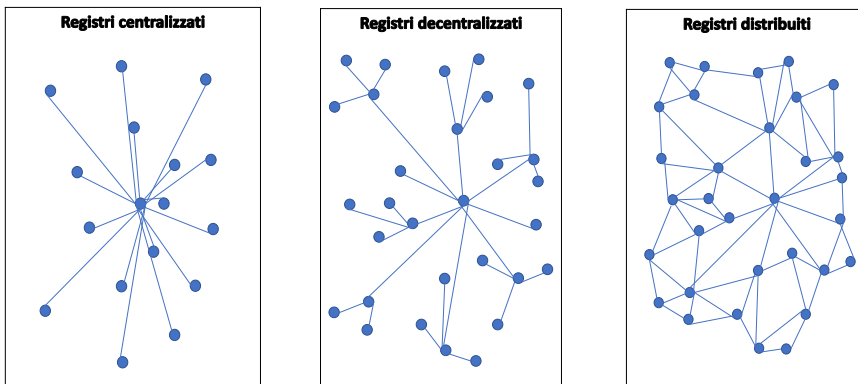 Registri centralizzati
Registri decentralizzati
Registri distribuiti